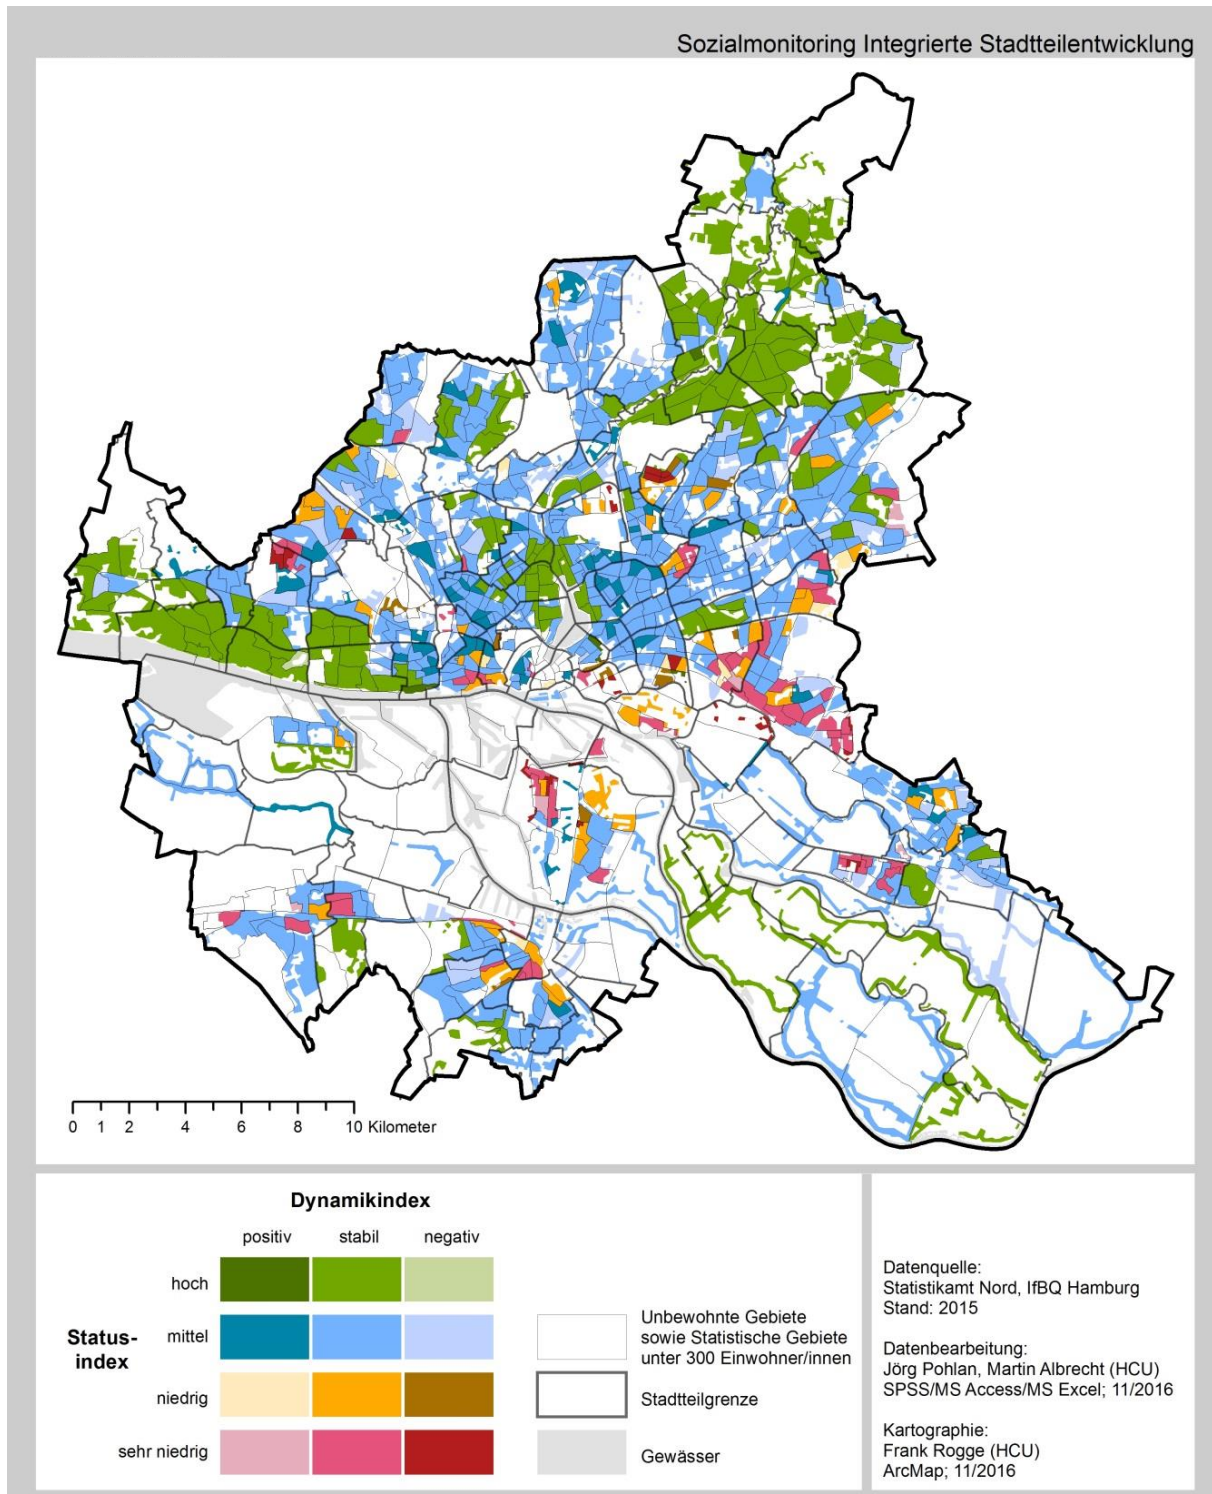 Sozialmonitoring Integrierte Stadtteilentwicklung
0 1 2 4 6 8 10 Kilometer
Dynamikindex
positiv stabil negativ
hoch
Status-
index
mittel
niedrig
sehr niedrig
Unbewohnte Gebiete
sowie Statistische Gebiete
unter 300 Einwohner/innen
Stadtteilgrenze
Gewässer
Datenquelle:
Statistikamt Nord, IfBQ Hamburg
Stand: 2015
Datenbearbeitung:
Jörg Pohlan, Martin Albrecht (HCU)
SPSS/MS Access/MS Excel; 11/2016
Kartographie:
Frank Rogge (HCU)
ArcMap; 11/2016